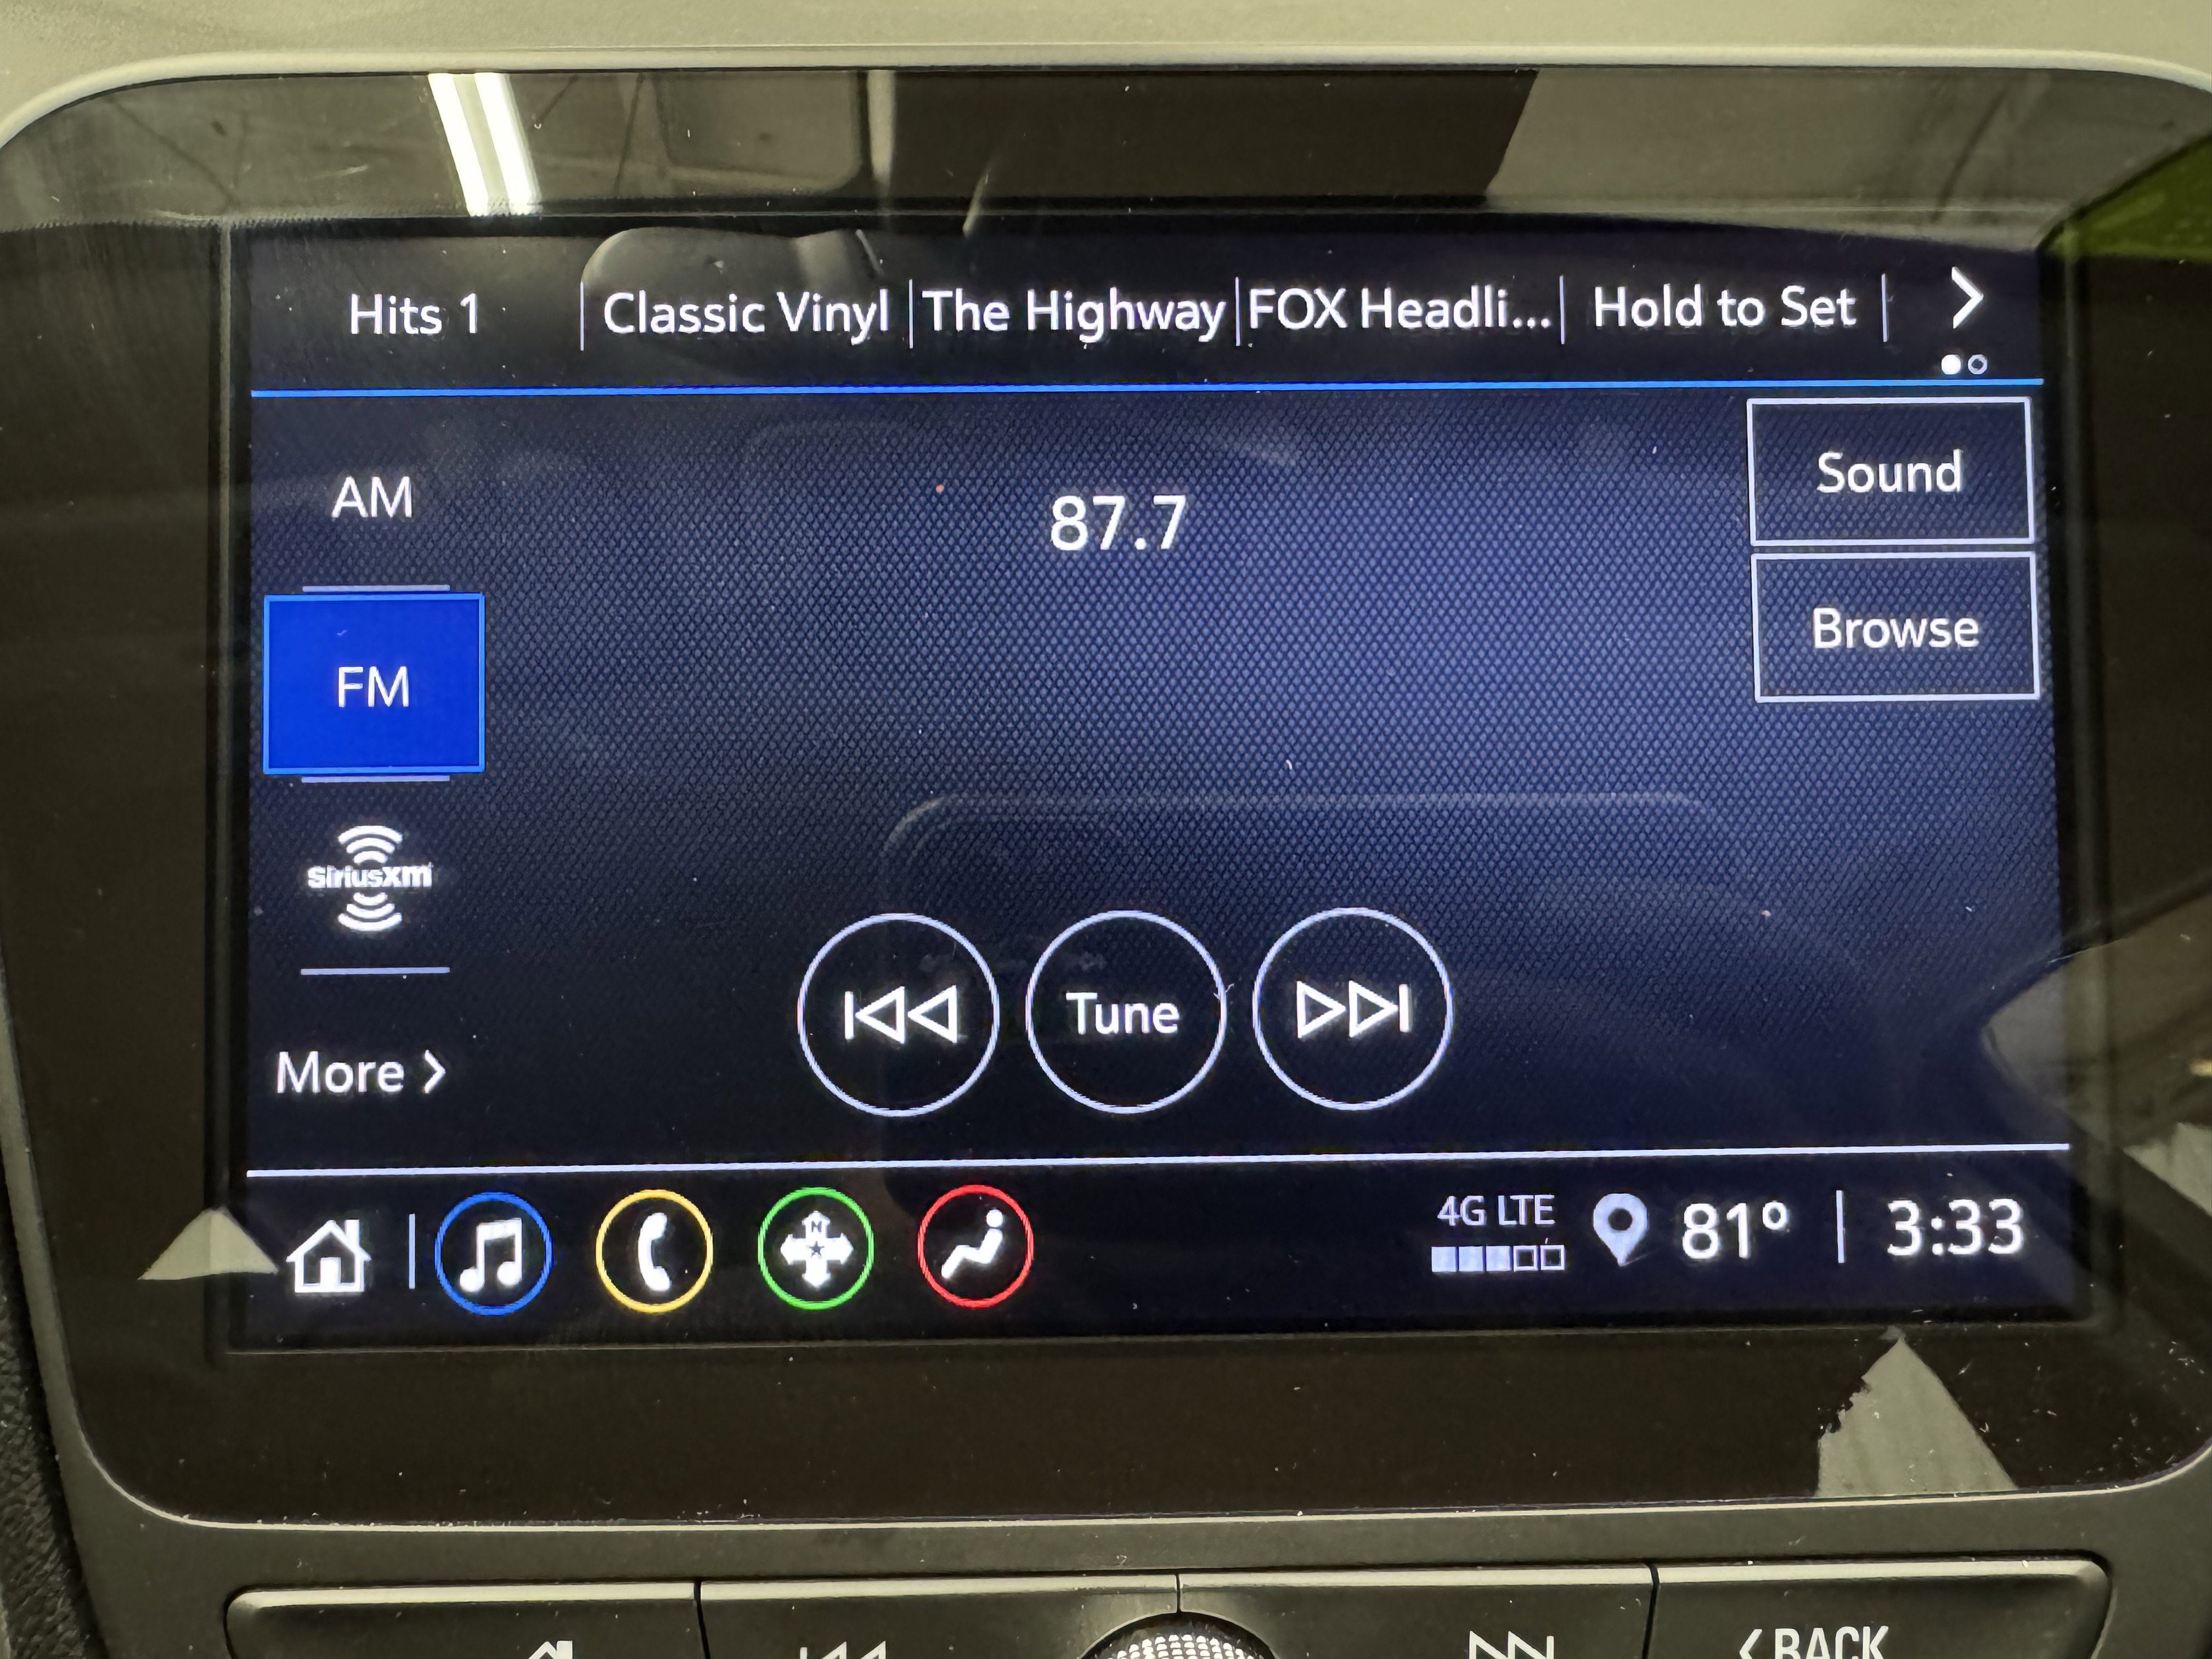 Hits 1
Classic Vinyl
The Highway
FOX Headli...
Hold to Set
AM
87.7
Sound
FM
Browse
siriusxm
Tune
More
N
4G LTE
81°
3:33
BACK